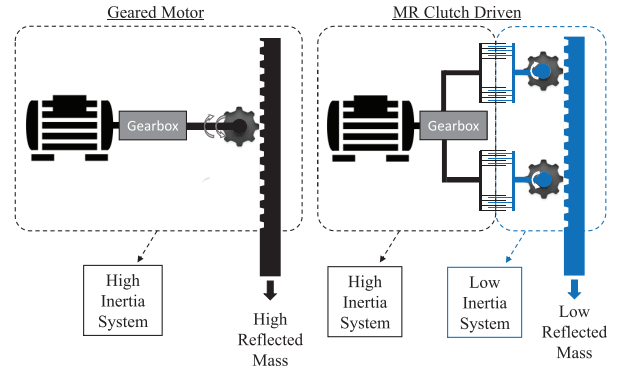 Geared Motor
MR Clutch Driven
Gearbox
Gearbox
High
Inertia
System
High
Reflected
Mass
High
Inertia
System
Low
Inertia
System
Low
Reflected
Mass